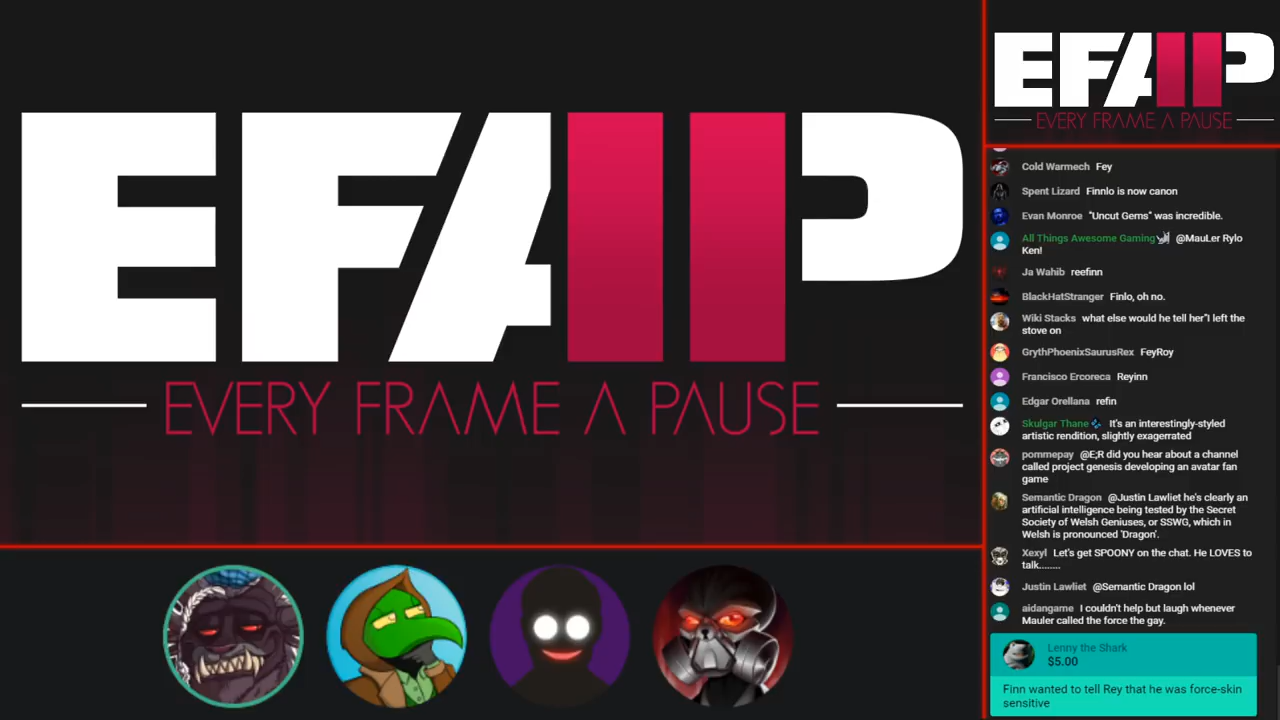 EFAP
EVERY FRAME A PAUSE
EFAP
EVERY FRAME A PAUSE
Cold Warmech Fey
Spent Lizard Finnlo is now canon
Evan Monroe "Uncut Gems" was incredible.
All Things Awesome Gaming @MauLer Rylo
Ken!
Ja Wahib reefinn
BlackHatStranger Finlo, oh no.
Wiki Stacks what else would he tell her"I left the
stove on
GrythPhoenixSaurusRex FeyRoy
Francisco Ercoreca Reyinn
Edgar Orellana refin
Skulgar Thane It's an interestingly-styled
artistic rendition, slightly exagerrated
pommepay @E;R did you hear about a channel
called project genesis developing an avatar fan
game
Semantic Dragon @Justin Lawliet he's clearly an
artificial intelligence being tested by the Secret
Society of Welsh Geniuses, or SSWG, which in
Welsh is pronounced 'Dragon'.
Xexyl Let's get SPOONY on the chat. He LOVES to
talk........
Justin Lawliet @Semantic Dragon lol
aidangame I couldn't help but laugh whenever
Mauler called the force the gay.
Lenny the Shark
$5.00
Finn wanted to tell Rey that he was force-skin
sensitive